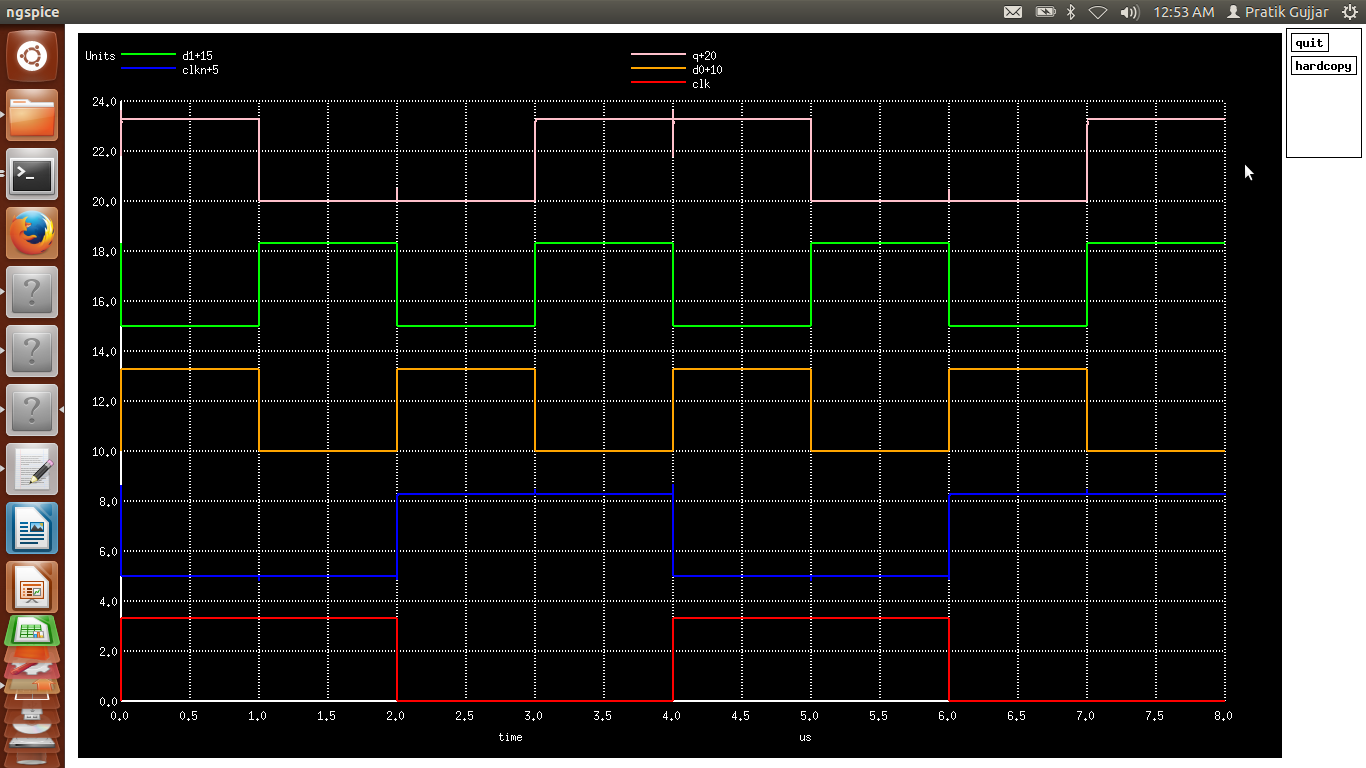 ngspice
12:53 AM Pratik Gujjar
quit
hardcopy
Units d1+15 q+20
clkn+5 d0+10
clk
24.0
22.0
20.0
18.0
16.0
14.0
12.0
10.0
8.0
6.0
4.0
2.0
0.0
0.0 0.5 1.0 1.5 2.0 2.5 3.0 3.5 4.0 4.5 5.0 5.5 6.0 6.5 7.0 7.5 8.0
time us